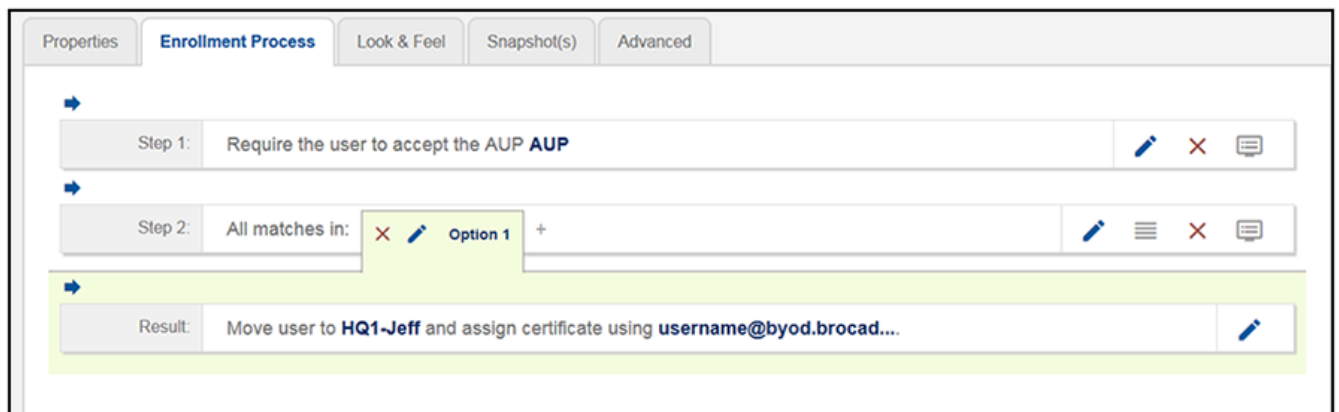 Properties Enrollment Process Look & Feel Snapshot(s) Advanced
Step 1: Require the user to accept the AUP AUP
Step 2: All matches in: Option 1 +
Result: Move user to HQ1-Jeff and assign certificate using username@byod.brocad....